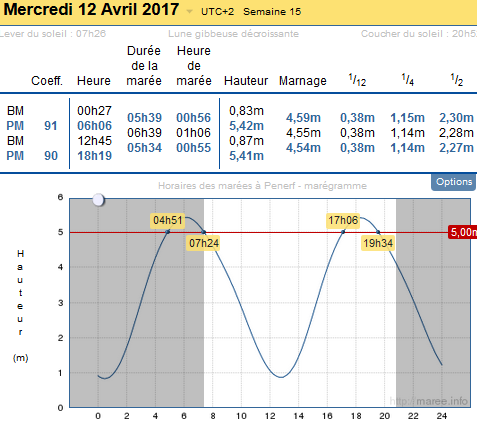 Mercredi 12 Avril 2017 UTC+2 Semaine 15
Lever du soleil : 07h26 Lune gibbeuse décroissante Coucher du soleil : 20h5
Durée Heure
de la de la
Coeff. Heure marée marée Hauteur Marnage 1/12 1/4 1/2
BM 00h27 0,83m
05h39 00h56 4,59m 0,38m 1,15m 2,30m
PM 91 06h06 5,42m
06h39 01h06 4,55m 0,38m 1,14m 2,28m
BM 12h45 0,87m
05h34 00h55 4,54m 0,38m 1,14m 2,27m
PM 90 18h19 5,41m
Options
Horaires des marées à Penerf - marégramme
6
04h51 17h06
5 5,00m
07h24 19h34
4
3
2
1
0
Hauteur
(m)
http://maree.info
0 2 4 6 8 10 12 14 16 18 20 22 24